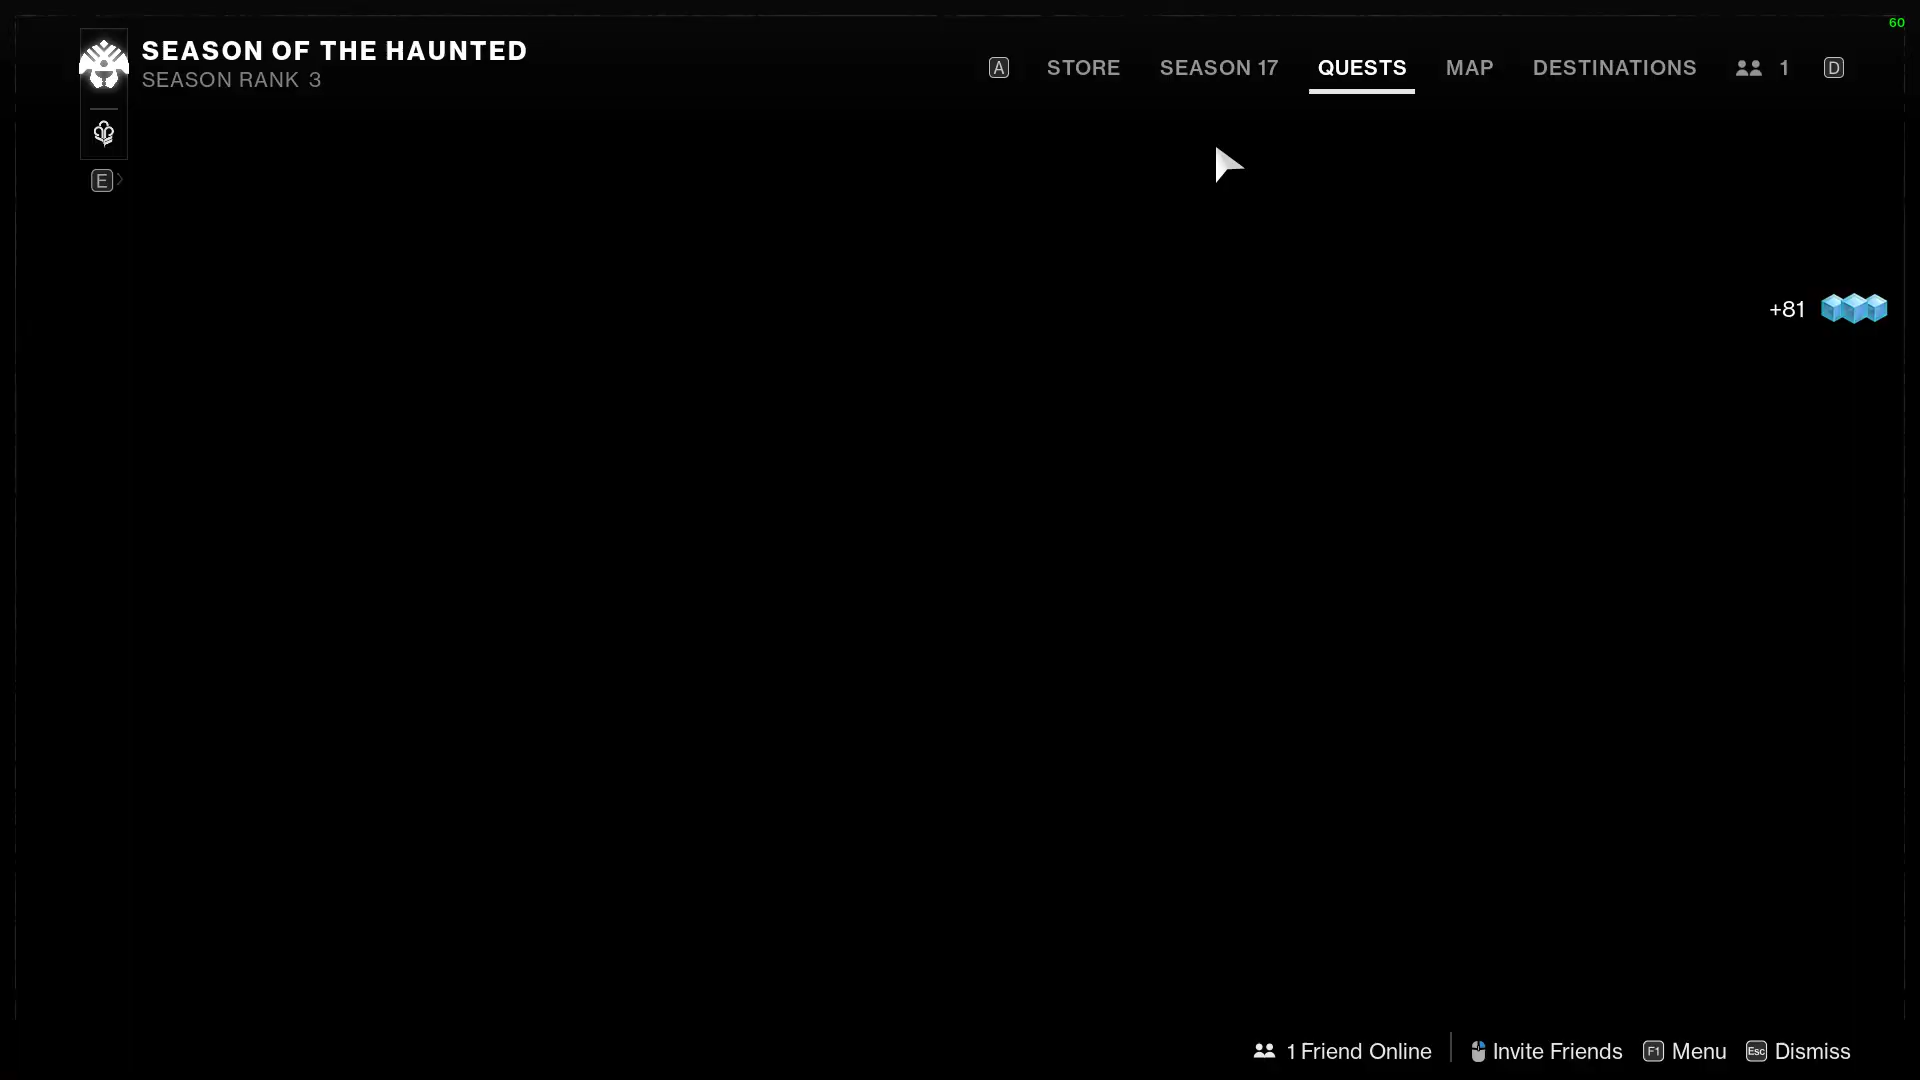 60
SEASON OF THE HAUNTED
SEASON RANK 3
A STORE SEASON 17 QUESTS MAP DESTINATIONS 1 D
E
+81
1 Friend Online Invite Friends F1 Menu Esc Dismiss